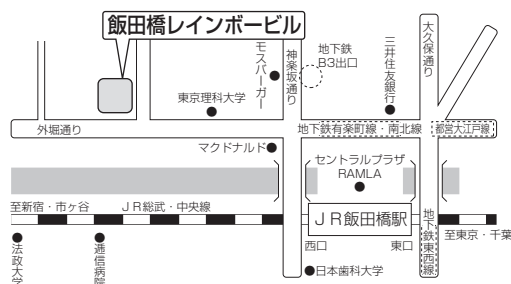 飯田橋レインボービル
モスバーガー
神楽坂通り
地下鉄
B3出口
三井住友銀行
大久保通り
東京理科大学
外堀通り
地下鉄有楽町線・南北線
都営大江戸線
マクドナルド
セントラルプラザ
RAMLA
至新宿・市ヶ谷
JR総武・中央線
JR飯田橋駅
地下鉄東西線
至東京・千葉
法政大学
逓信病院
西口
東口
日本歯科大学